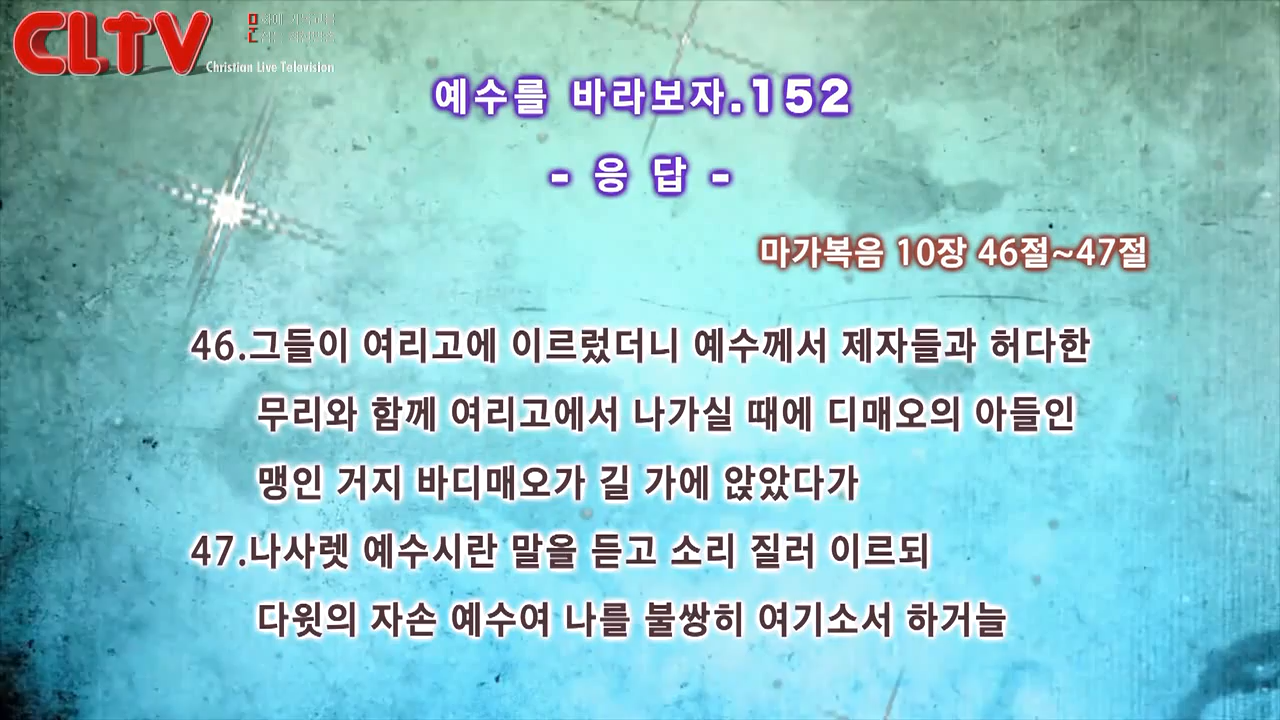 CLTV
Christian Live Television
예수를 바라보자.152
- 응 답 -
마가복음 10장 46절~47절
46.그들이 여리고에 이르렀더니 예수께서 제자들과 허다한
무리와 함께 여리고에서 나가실 때에 디매오의 아들인
맹인 거지 바디매오가 길 가에 앉았다가
47.나사렛 예수시란 말을 듣고 소리 질러 이르되
다윗의 자손 예수여 나를 불쌍히 여기소서 하거늘